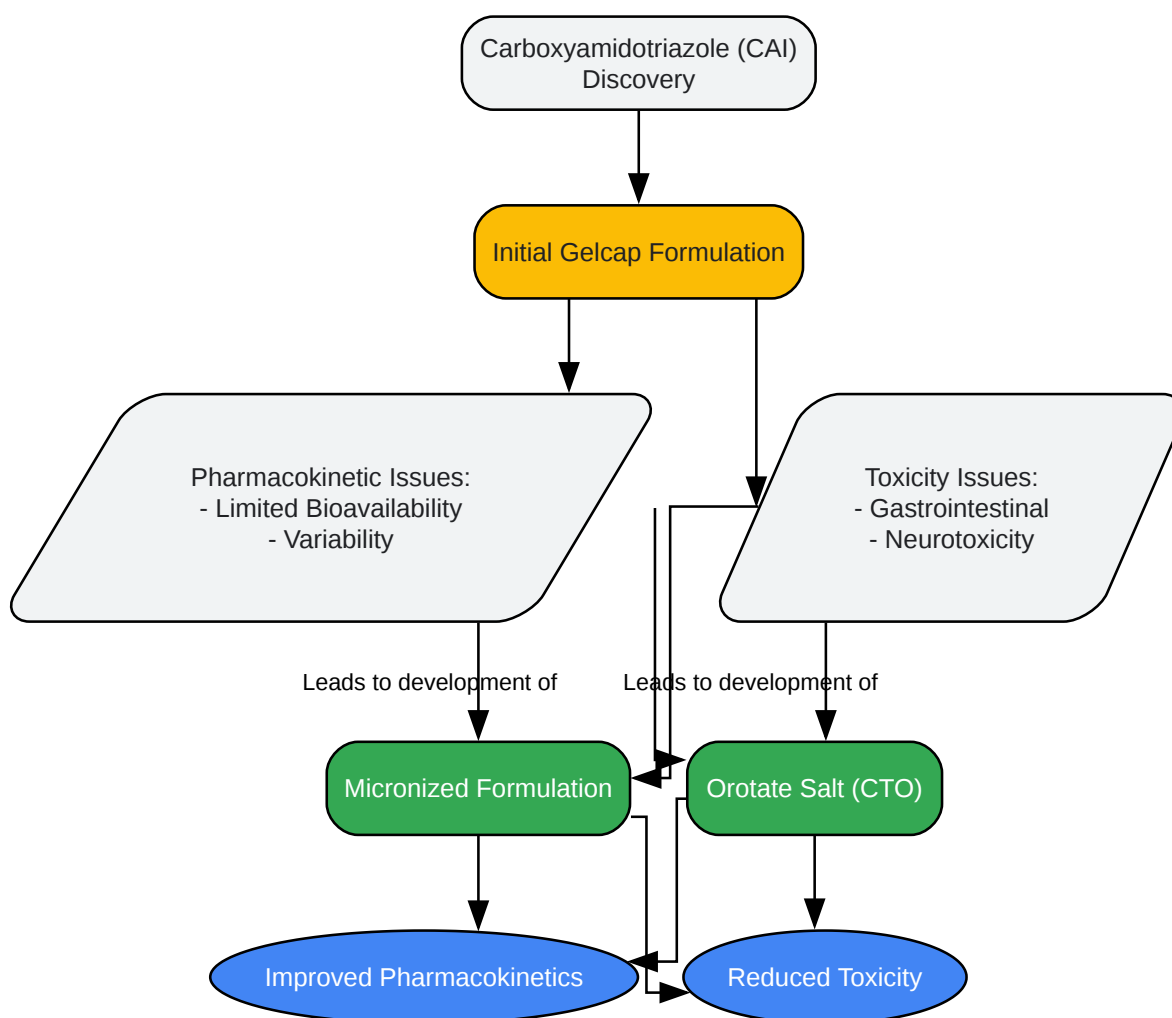 Carboxyamidotriazole (CAI)
Discovery
Initial Gelcap Formulation
Pharmacokinetic Issues:
- Limited Bioavailability
- Variability
Toxicity Issues:
- Gastrointestinal
- Neurotoxicity
Leads to development of
Leads to development of
Micronized Formulation
Orotate Salt (CTO)
Improved Pharmacokinetics
Reduced Toxicity